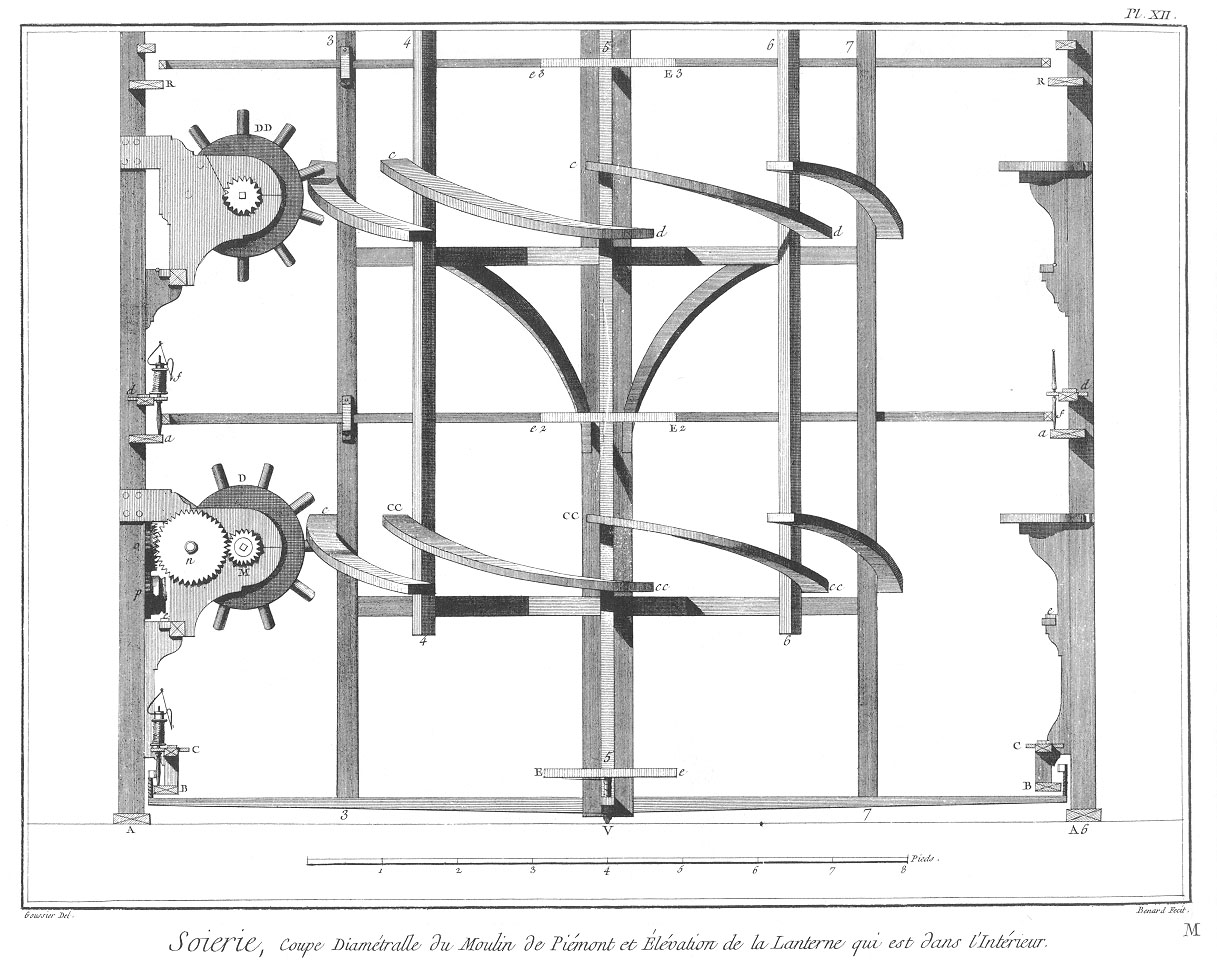 Pl. XII
3 4 5 6 7
e3 E3
R R
DD
c c
d d
f
d d
a e2 E2 a f
D
c CC CC
o n M
p
cc cc
e
4 6
C C
5
E e
B B
3 7
A V A6
1 2 3 4 5 6 7 8 Pieds.
Goussier Del. Benard Fecit.
Soierie, Coupe Diamétralle du Moulin de Piémont et Élévation de la Lanterne qui est dans l'Intérieur.
M